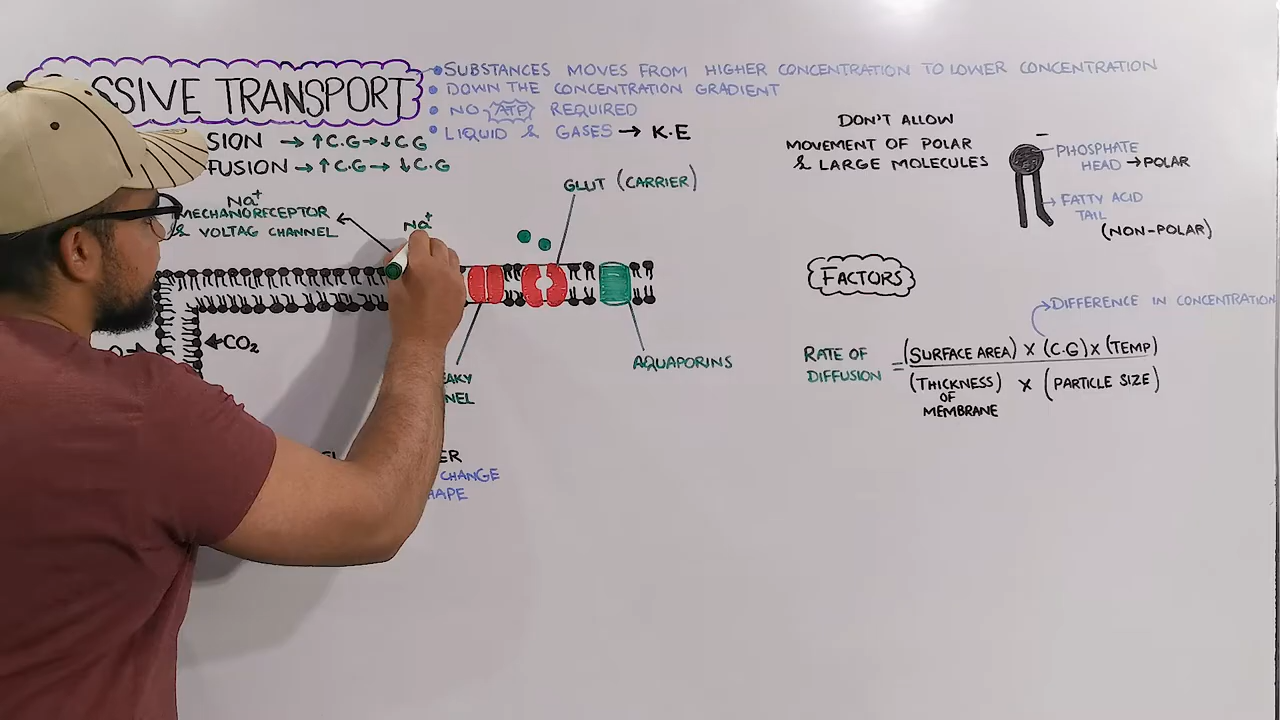 SSIVE TRANSPORT
SUBSTANCES MOVES FROM HIGHER CONCENTRATION TO LOWER CONCENTRATION
DOWN THE CONCENTRATION GRADIENT
NO ATP REQUIRED
LIQUID & GASES → K.E
SION → ↑C.G → ↓C G
FUSION → ↑C.G → ↓C.G
Na+
MECHANORECEPTOR
& VOLTAG CHANNEL
Na+
GLUT (CARRIER)
CO2
AQUAPORINS
EAKY
NEL
ER
CHANGE
HAPE
DON'T ALLOW
MOVEMENT OF POLAR
& LARGE MOLECULES
−
PHOSPHATE
HEAD → POLAR
FATTY ACID
TAIL
(NON-POLAR)
FACTORS
DIFFERENCE IN CONCENTRATION
RATE OF
DIFFUSION
= (SURFACE AREA) × (C.G) × (TEMP)
(THICKNESS) × (PARTICLE SIZE)
OF
MEMBRANE